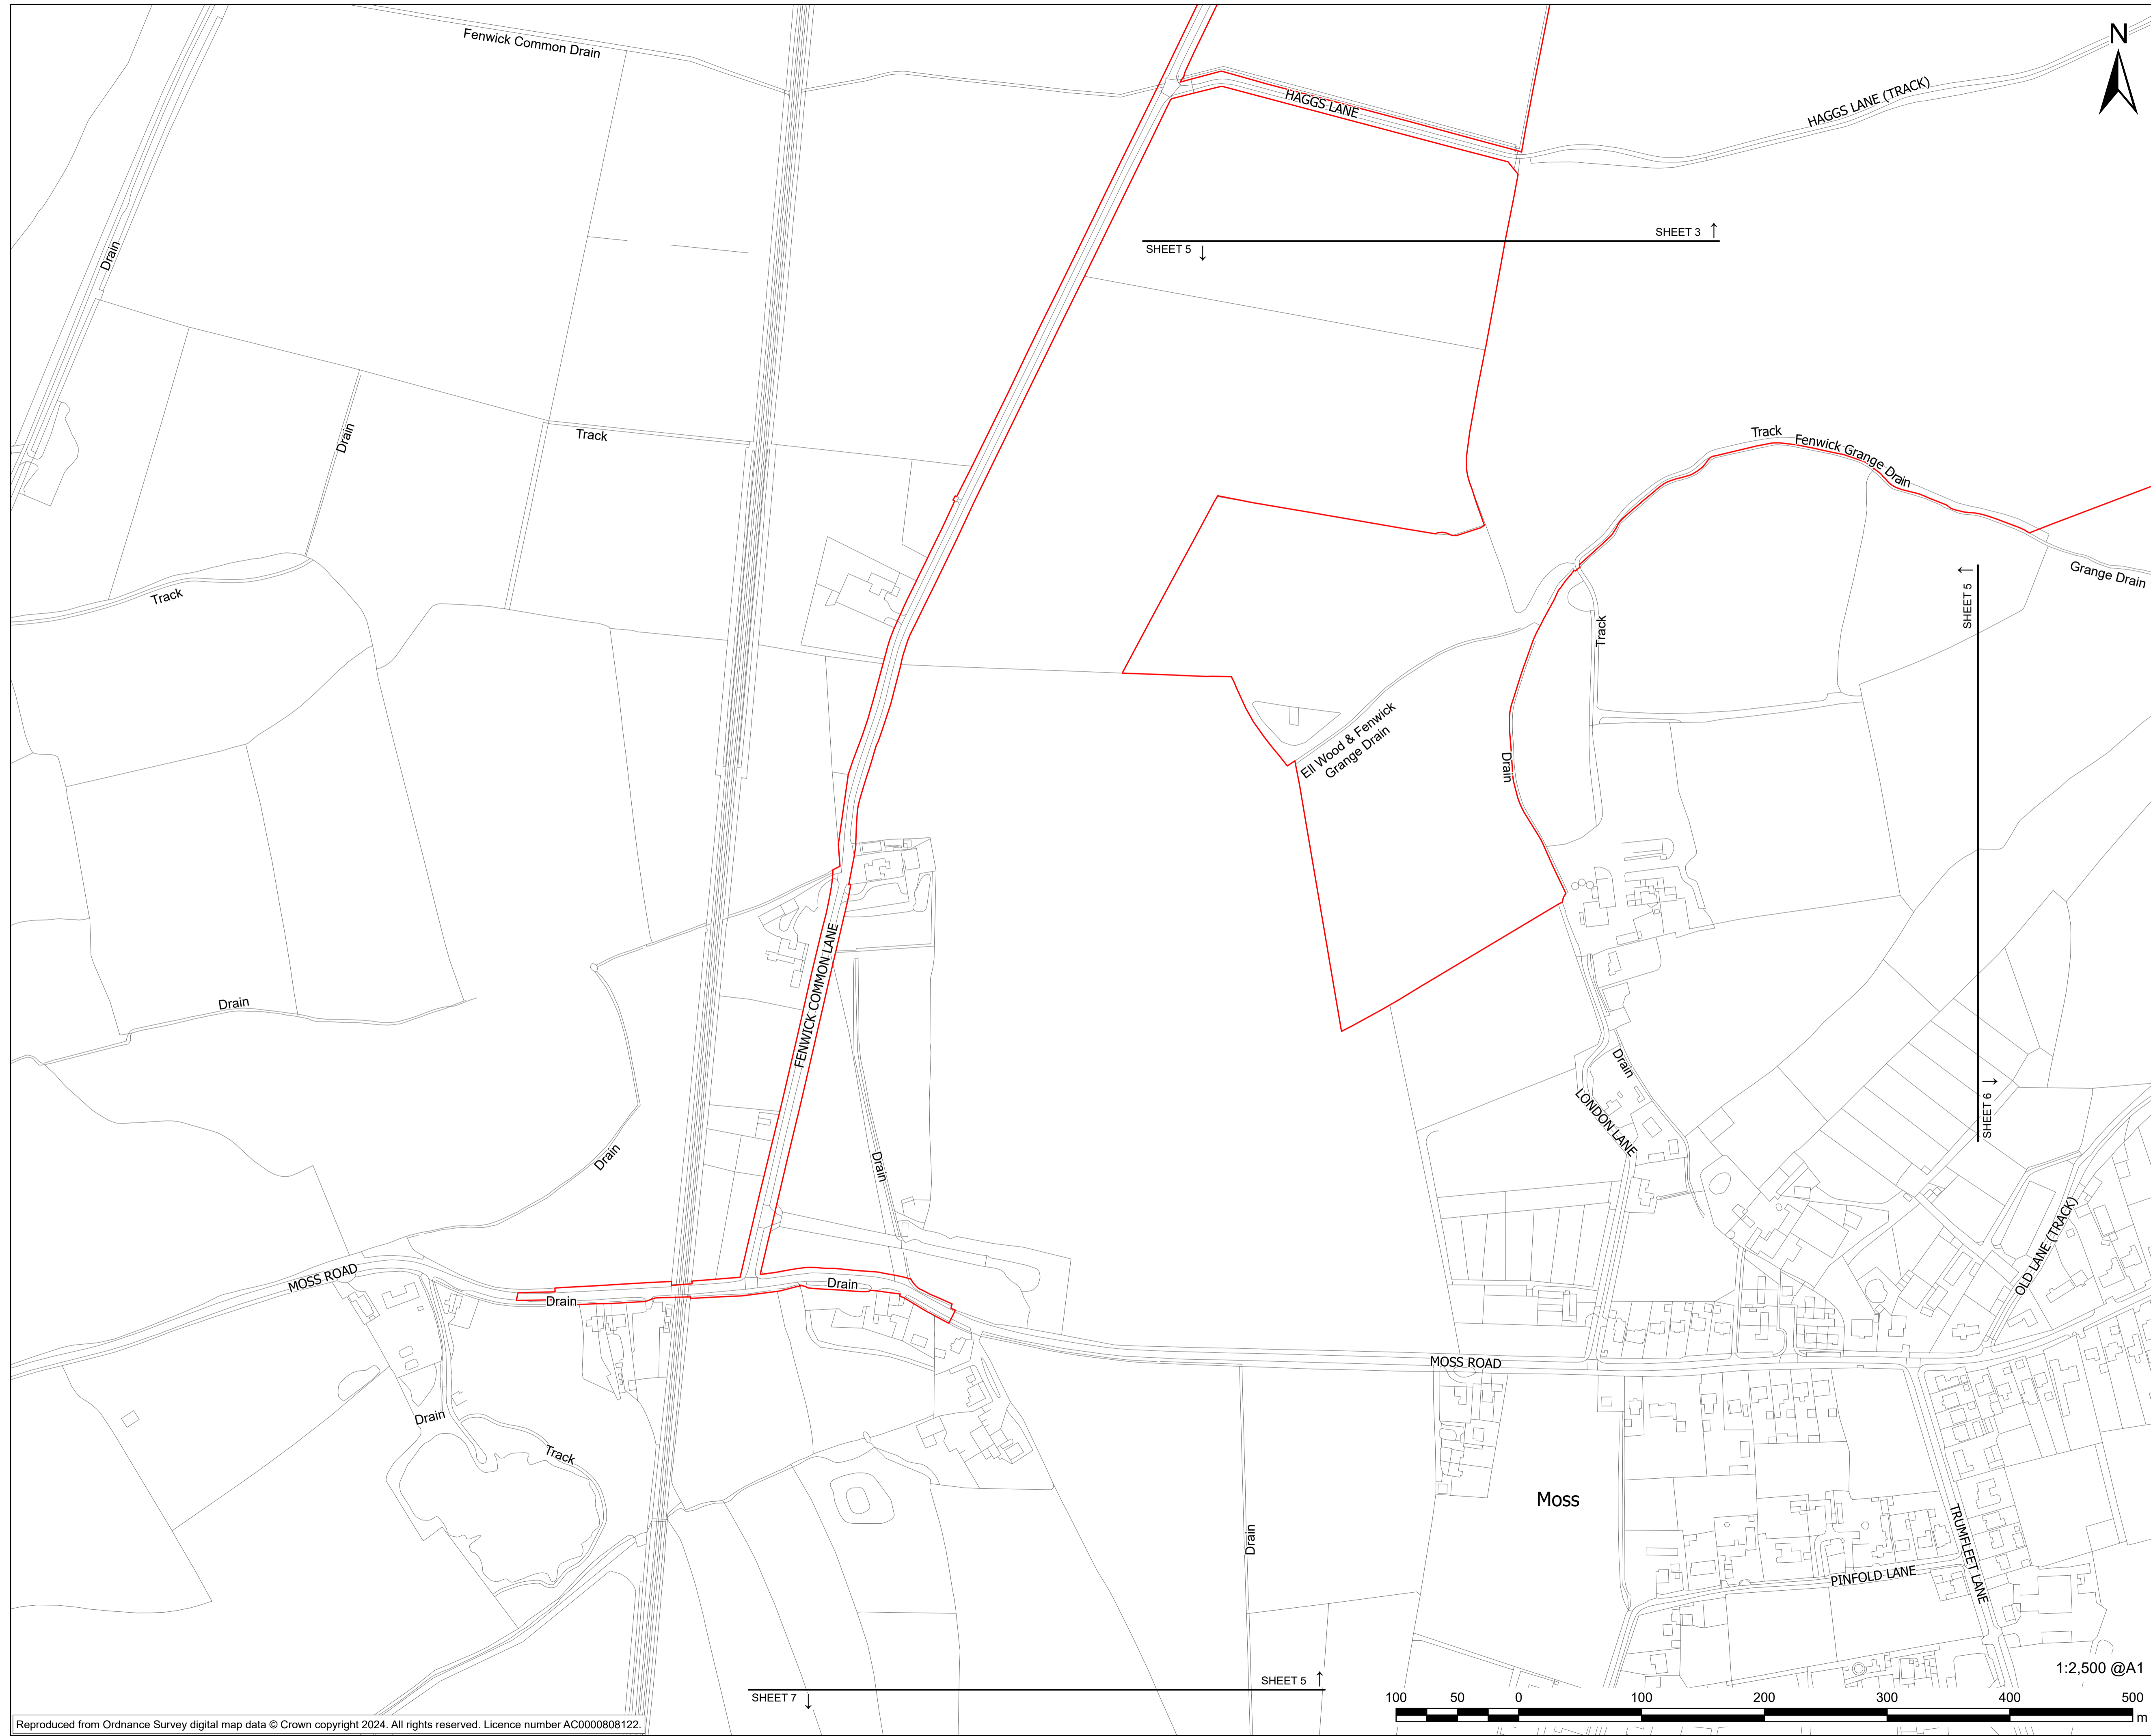 Fenwick Common Drain
N
HAGGS LANE
HAGGS LANE (TRACK)
SHEET 3 ↑
SHEET 5 ↓
Drain
Drain
Track
Track
Fenwick Grange Drain
Grange Drain
SHEET 5 ↑
Track
Track
Ell Wood & Fenwick
Grange Drain
Drain
FENWICK COMMON LANE
Drain
Drain
LONDON LANE
SHEET 6 ↓
Drain
Drain
OLD LANE (TRACK)
MOSS ROAD
Drain
Drain
MOSS ROAD
Drain
Track
Moss
Drain
TRUMFLEET LANE
PINFOLD LANE
1:2,500 @A1
SHEET 5 ↑
SHEET 7 ↓
100 50 0 100 200 300 400 500
m
Reproduced from Ordnance Survey digital map data © Crown copyright 2024. All rights reserved. Licence number AC0000808122.